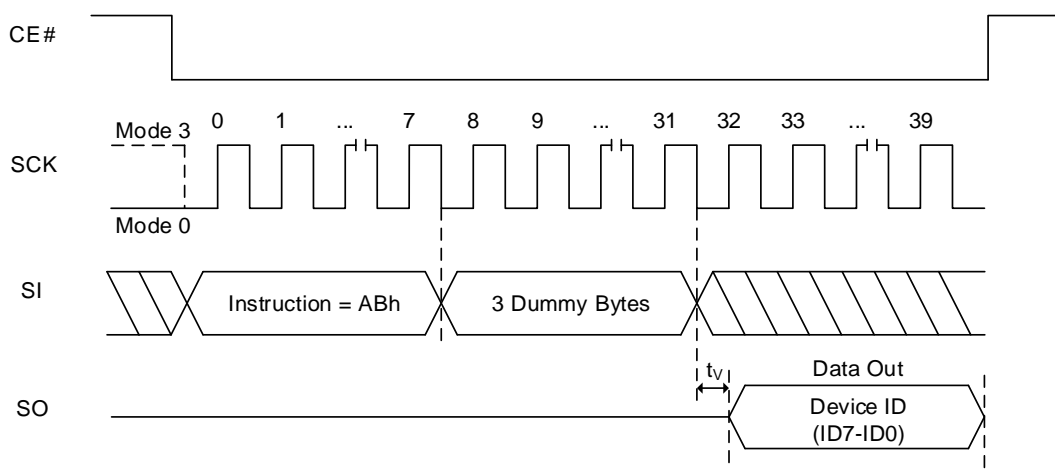 CE#
Mode 3
0 1 ... 7 8 9 ... 31 32 33 ... 39
SCK
Mode 0
SI
Instruction = ABh
3 Dummy Bytes
tV
Data Out
SO
Device ID
(ID7-ID0)